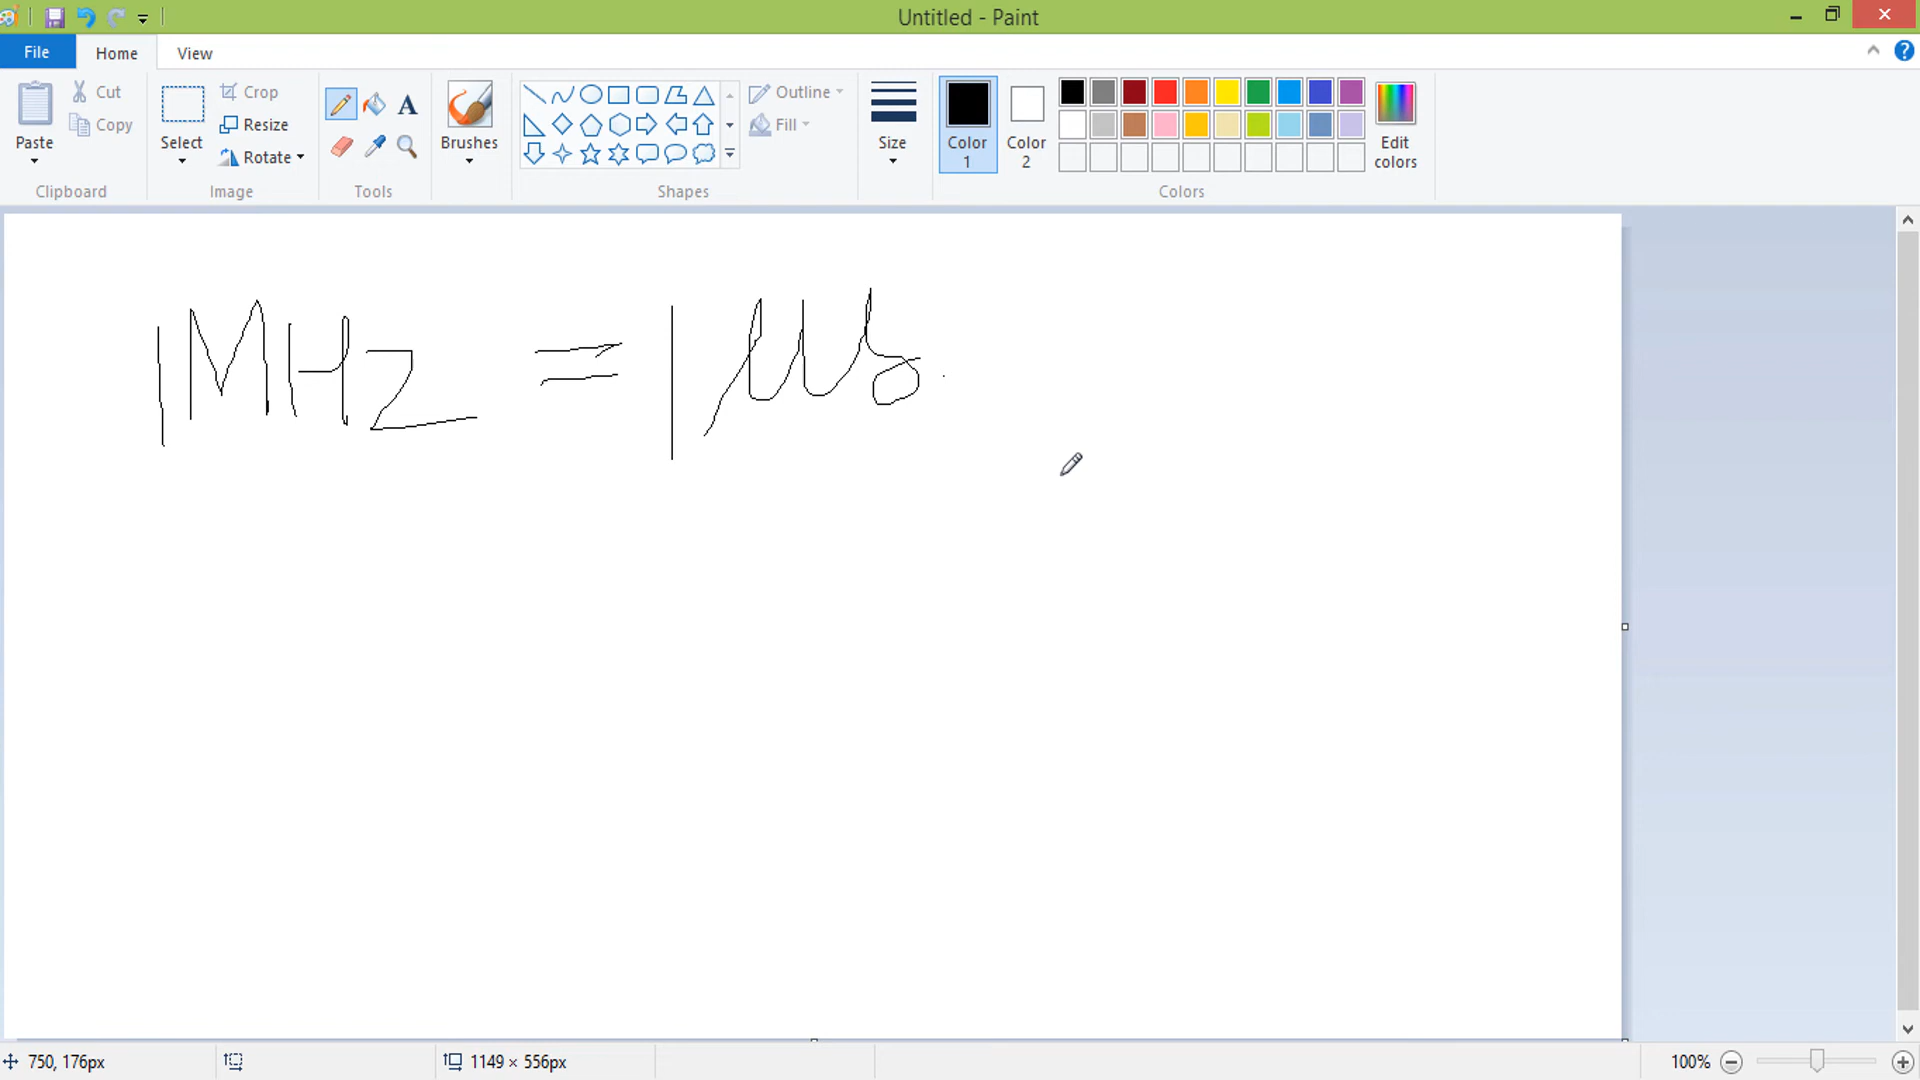 Untitled - Paint
File Home View
Paste
Cut
Copy
Clipboard
Select
Crop
Resize
Rotate
Image
A
Tools
Brushes
Outline
Fill
Shapes
Size
Color 1
Color 2
Edit colors
Colors
1MHz = 1μs
750, 176px
1149 × 556px
100%